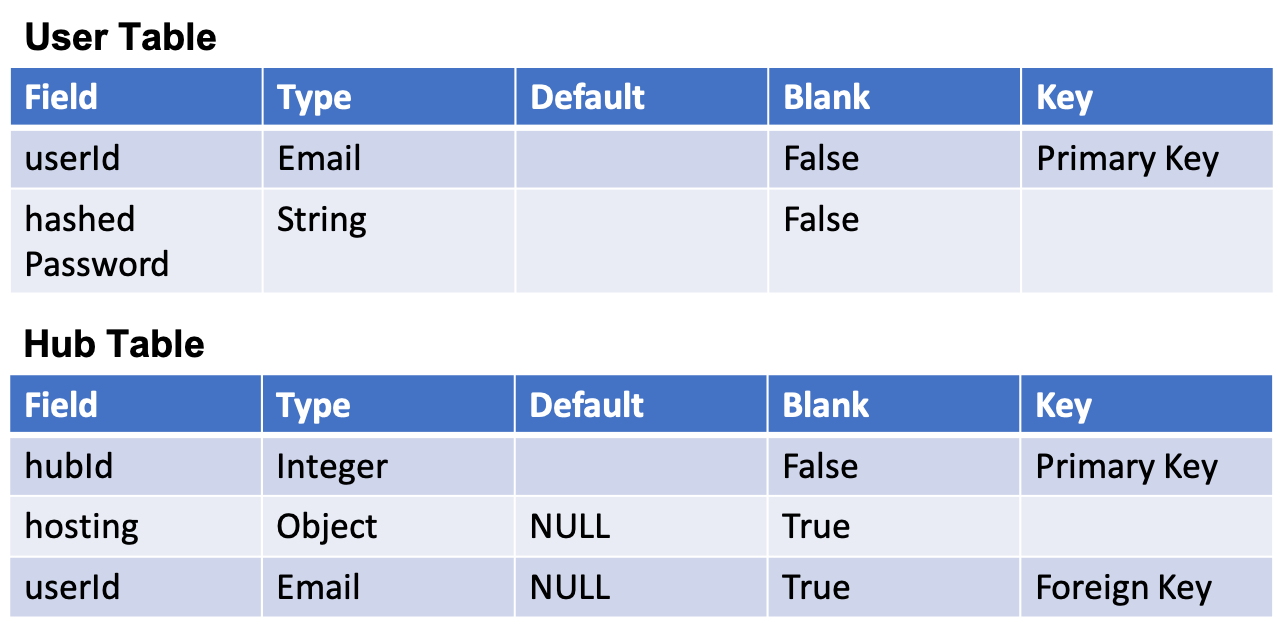 User Table
Field Type Default Blank Key
userId Email False Primary Key
hashed String False
Password
Hub Table
Field Type Default Blank Key
hubId Integer False Primary Key
hosting Object NULL True
userId Email NULL True Foreign Key